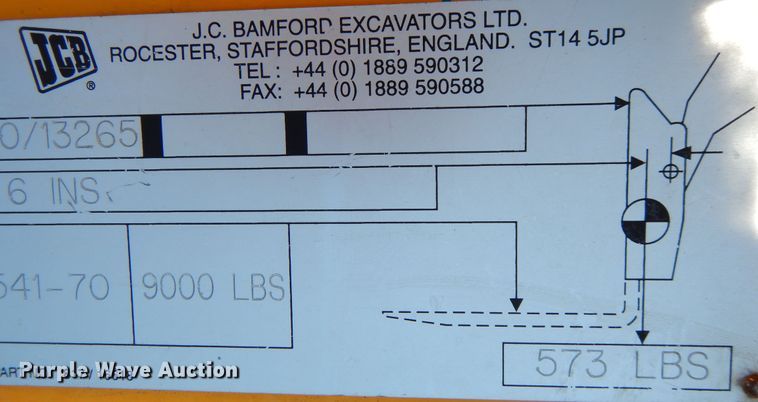 JCB
®
J.C. BAMFORD EXCAVATORS LTD.
ROCESTER, STAFFORDSHIRE, ENGLAND. ST14 5JP
TEL : +44 (0) 1889 590312
FAX: +44 (0) 1889 590588
0/13265
6 INS.
541-70 9000 LBS
573 LBS
Purple Wave Auction